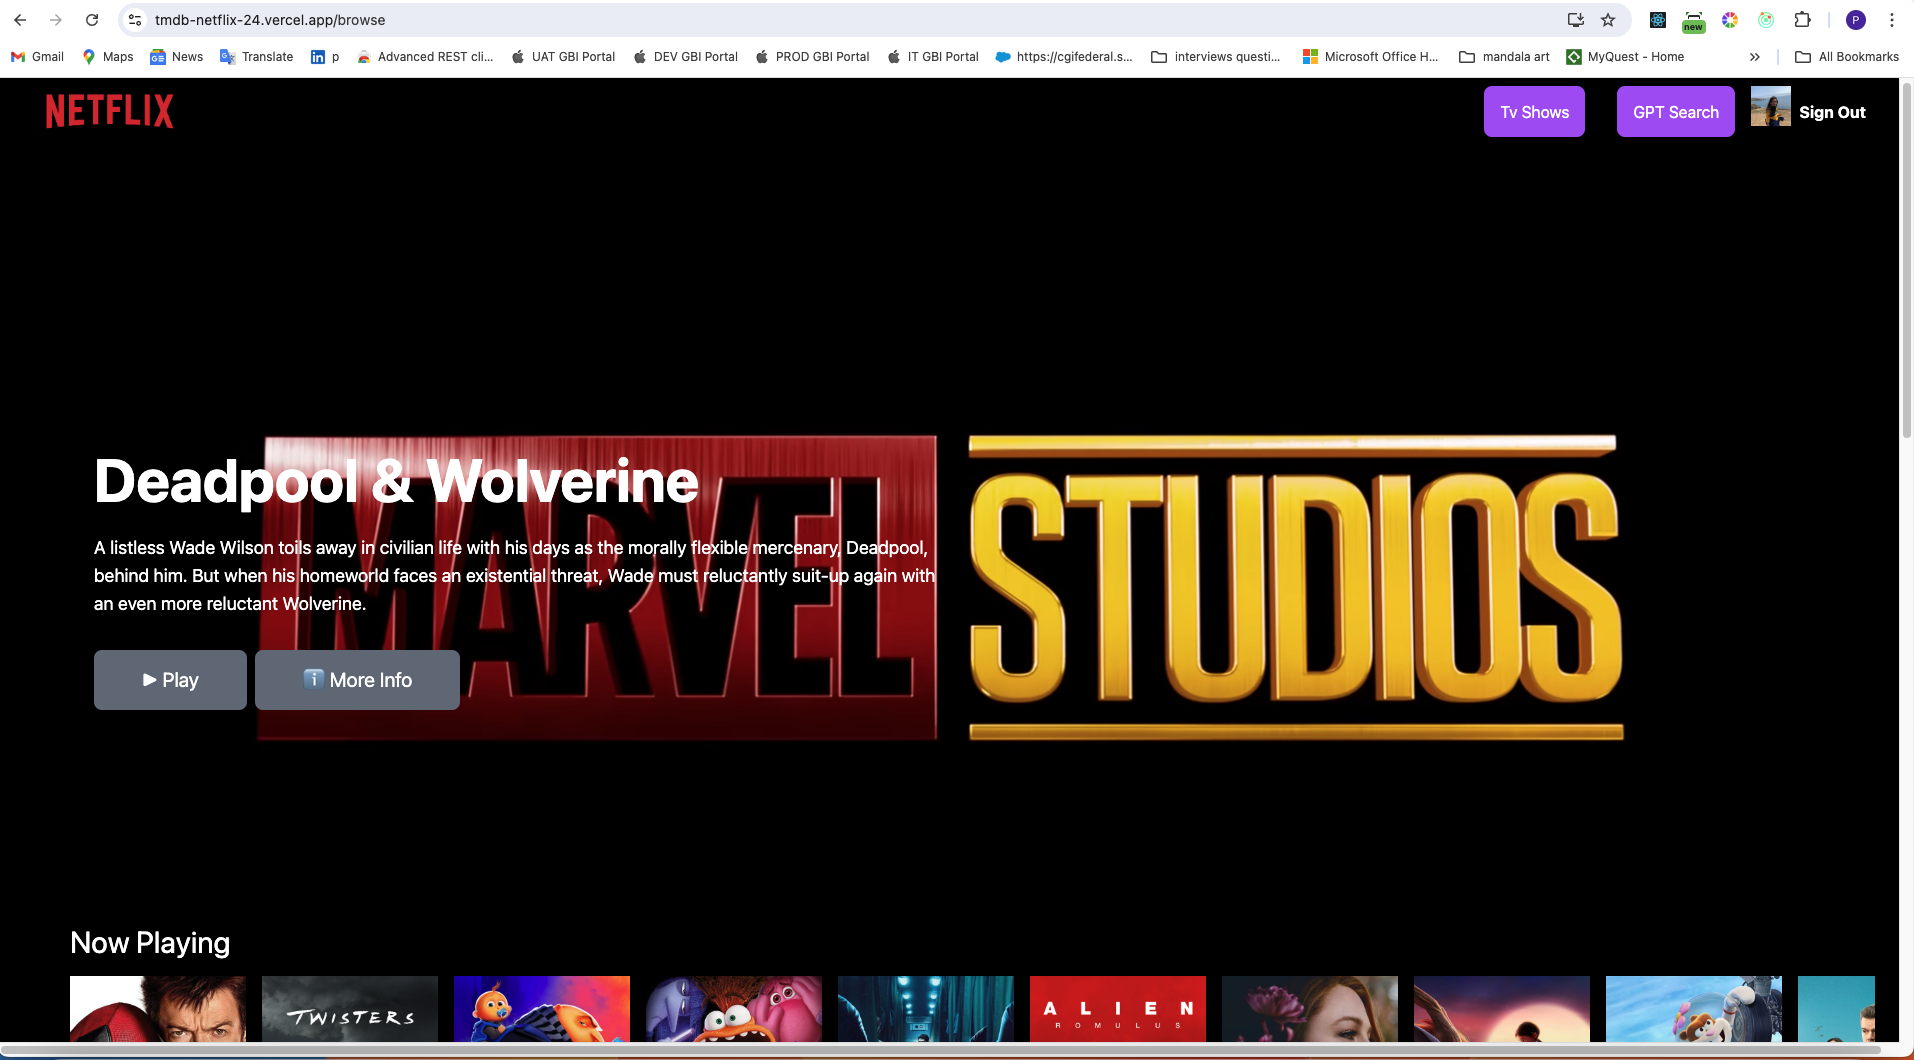 tmdb-netflix-24.vercel.app/browse
new
P
Gmail
Maps
News
Translate
p
Advanced REST cli...
UAT GBI Portal
DEV GBI Portal
PROD GBI Portal
IT GBI Portal
https://cgifederal.s...
interviews questi...
Microsoft Office H...
mandala art
MyQuest - Home
All Bookmarks
NETFLIX
Tv Shows
GPT Search
Sign Out
MARVEL STUDIOS
Deadpool & Wolverine
A listless Wade Wilson toils away in civilian life with his days as the morally flexible mercenary, Deadpool,
behind him. But when his homeworld faces an existential threat, Wade must reluctantly suit-up again with
an even more reluctant Wolverine.
Play
More Info
Now Playing
TWISTERS
ALIEN
ROMULUS